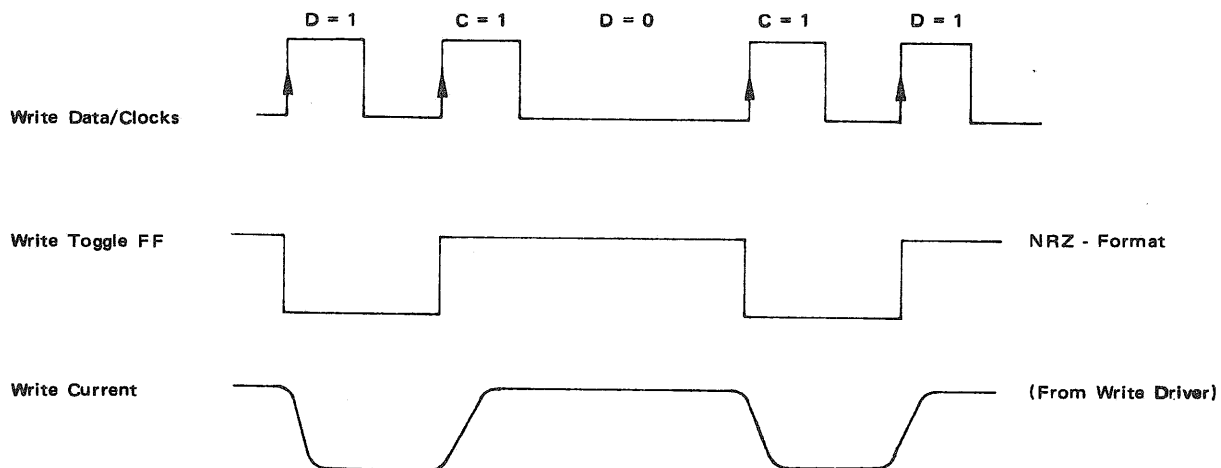 D = 1 C = 1 D = 0 C = 1 D = 1
Write Data/Clocks
Write Toggle FF NRZ - Format
Write Current (From Write Driver)